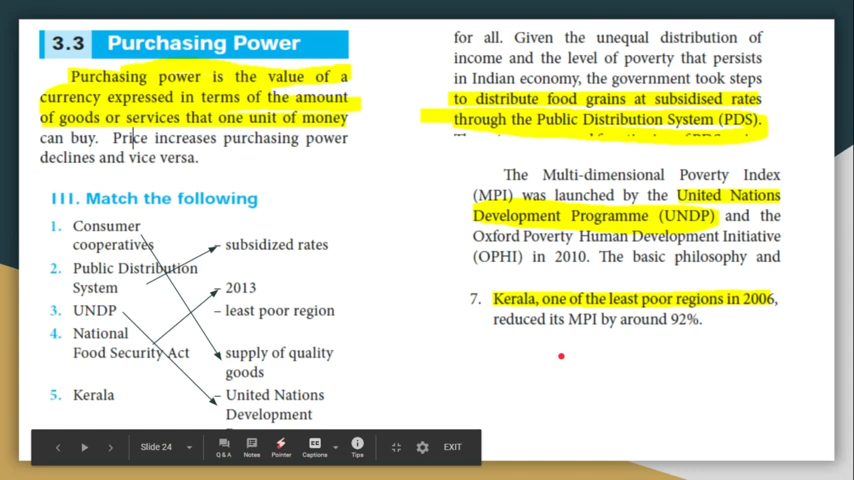 3.3 Purchasing Power
Purchasing power is the value of a
currency expressed in terms of the amount
of goods or services that one unit of money
can buy. Price increases purchasing power
declines and vice versa.
III. Match the following
1. Consumer
cooperatives
– subsidized rates
2. Public Distribution
System
– 2013
3. UNDP
– least poor region
4. National
Food Security Act
supply of quality
goods
5. Kerala
– United Nations
Development
for all. Given the unequal distribution of
income and the level of poverty that persists
in Indian economy, the government took steps
to distribute food grains at subsidised rates
through the Public Distribution System (PDS).
The Multi-dimensional Poverty Index
(MPI) was launched by the United Nations
Development Programme (UNDP) and the
Oxford Poverty Human Development Initiative
(OPHI) in 2010. The basic philosophy and
7. Kerala, one of the least poor regions in 2006,
reduced its MPI by around 92%.
Slide 24
Q & A
Notes
Pointer
CC
Captions
Tips
EXIT